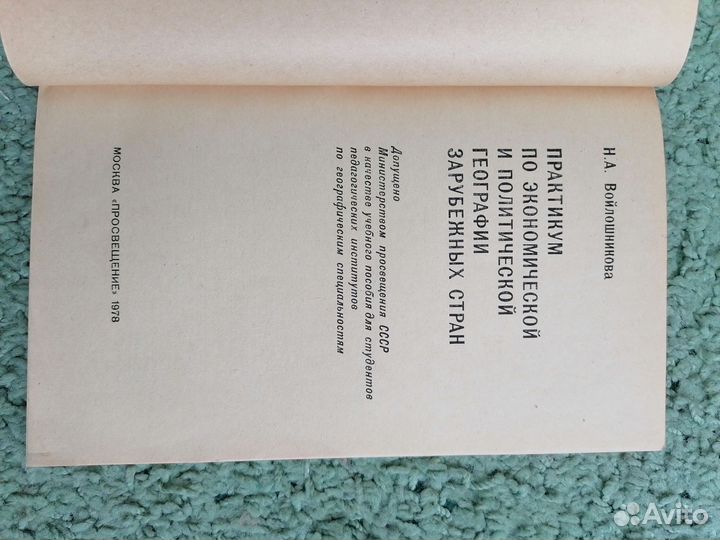 Н.А. Войлошникова
ПРАКТИКУМ
ПО ЭКОНОМИЧЕСКОЙ
И ПОЛИТИЧЕСКОЙ
ГЕОГРАФИИ
ЗАРУБЕЖНЫХ СТРАН
Допущено
Министерством просвещения СССР
в качестве учебного пособия для студентов
педагогических институтов
по географическим специальностям
МОСКВА «ПРОСВЕЩЕНИЕ» 1978
Avito